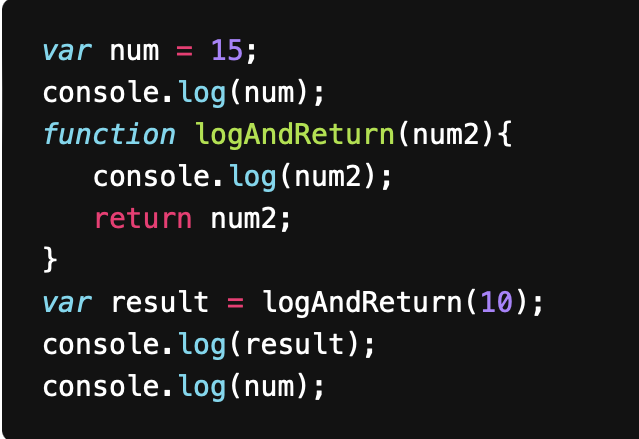 var num = 15;
console.log(num);
function logAndReturn(num2){
   console.log(num2);
   return num2;
}
var result = logAndReturn(10);
console.log(result);
console.log(num);